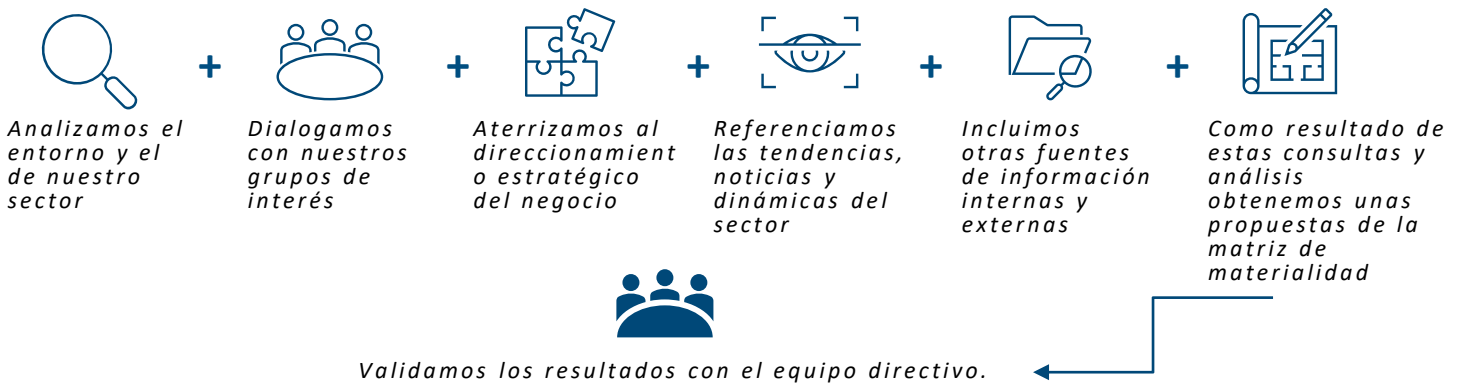 Analizamos el
entorno y el
de nuestro
sector
+
Dialogamos
con nuestros
grupos de
interés
+
Aterrizamos al
direccionamient
o estratégico
del negocio
+
Referenciamos
las tendencias,
noticias y
dinámicas del
sector
+
Incluimos
otras fuentes
de información
internas y
externas
+
Como resultado de
estas consultas y
análisis
obtenemos unas
propuestas de la
matriz de
materialidad
Validamos los resultados con el equipo directivo.